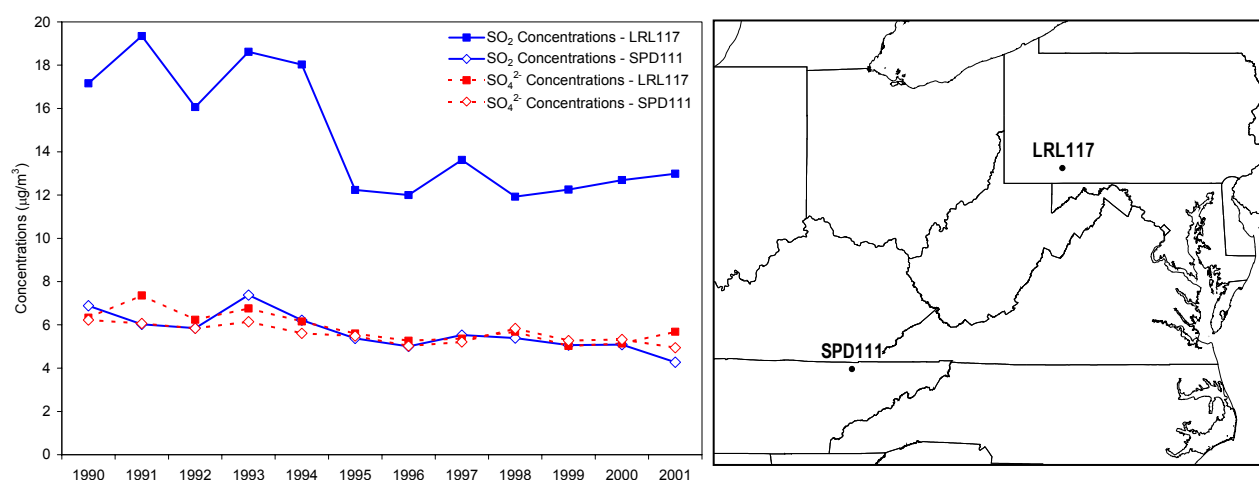 20
18
16
14
12
10
8
6
4
2
0
Concentrations (µg/m³)
SO₂ Concentrations - LRL117
SO₂ Concentrations - SPD111
SO₄²⁻ Concentrations - LRL117
SO₄²⁻ Concentrations - SPD111
1990 1991 1992 1993 1994 1995 1996 1997 1998 1999 2000 2001
LRL117
SPD111